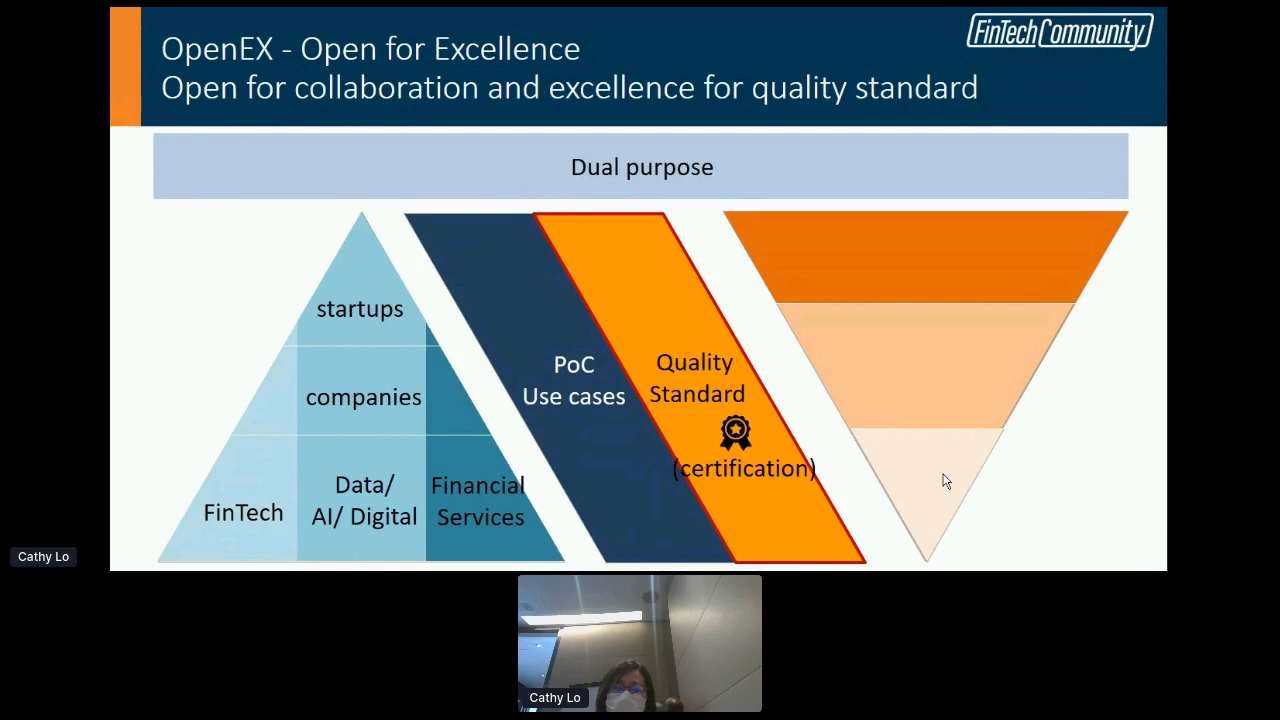 FinTechCommunity
OpenEX - Open for Excellence
Open for collaboration and excellence for quality standard
Dual purpose
startups
companies
FinTech
Data/
AI/ Digital
Financial
Services
PoC
Use cases
Quality
Standard
(certification)
Cathy Lo
Cathy Lo